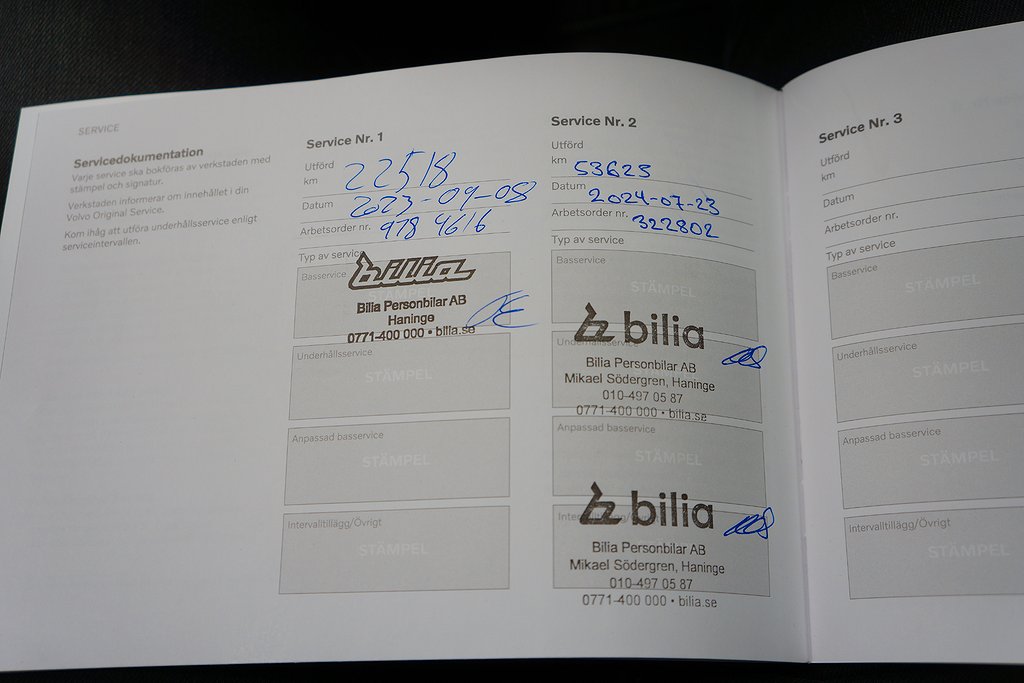 SERVICE
Servicedokumentation
Varje service ska bokföras av verkstaden med
stämpel och signatur.
Verkstaden informerar om innehållet i din
Volvo Original Service.
Kom ihåg att utföra underhållsservice enligt
serviceintervallen.
Service Nr. 1
Utförd
km 22518
Datum 2023-09-08
Arbetsorder nr. 978 4616
Typ av service
Basservice
bilia
Bilia Personbilar AB
Haninge
0771-400 000 • bilia.se
Underhållsservice
STÄMPEL
Anpassad basservice
STÄMPEL
Intervalltillägg/Övrigt
STÄMPEL
Service Nr. 2
Utförd
km 53623
Datum 2024-07-23
Arbetsorder nr. 322802
Typ av service
Basservice
STÄMPEL
Underhållsservice
bilia
Bilia Personbilar AB
Mikael Södergren, Haninge
010-497 05 87
0771-400 000 • bilia.se
Anpassad basservice
STÄMPEL
bilia
Bilia Personbilar AB
Mikael Södergren, Haninge
010-497 05 87
0771-400 000 • bilia.se
Service Nr. 3
Utförd
km
Datum
Arbetsorder nr.
Typ av service
Basservice
STÄMPEL
Underhållsservice
STÄMPEL
Anpassad basservice
STÄMPEL
Intervalltillägg/Övrigt
STÄMPEL